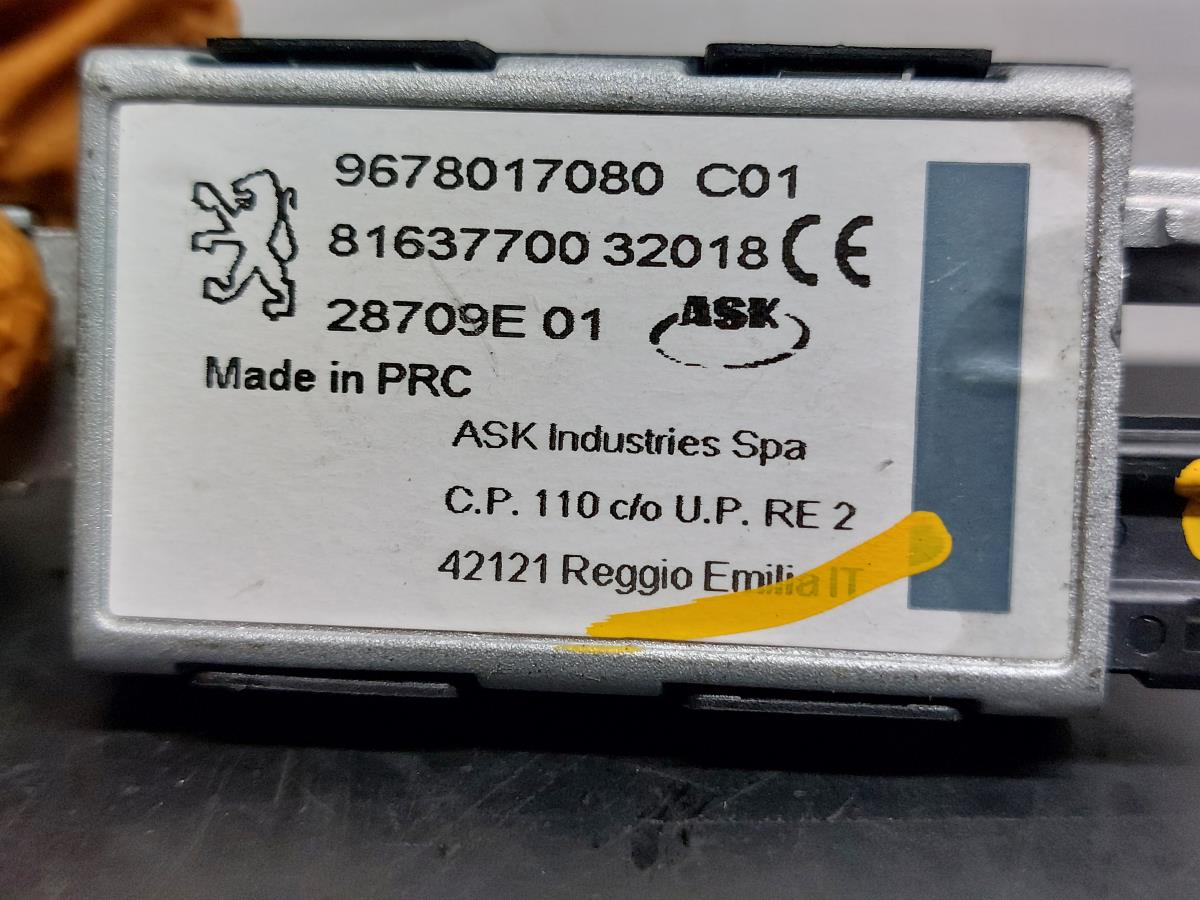 9678017080 C01
81637700 32018 CE
28709E 01 ASK
Made in PRC
ASK Industries Spa
C.P. 110 c/o U.P. RE 2
42121 Reggio Emilia IT